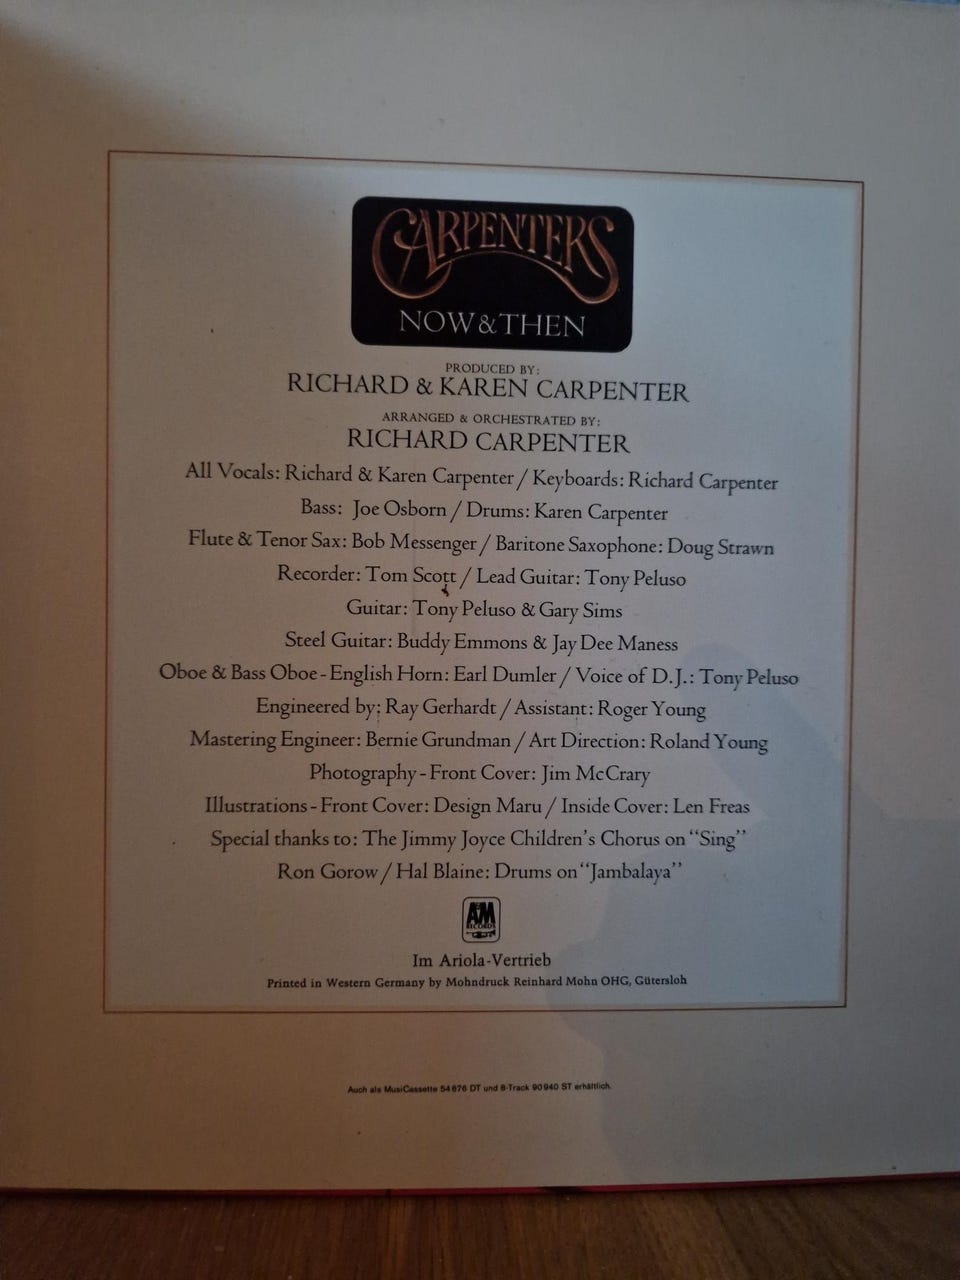 CARPENTERS
NOW & THEN
PRODUCED BY:
RICHARD & KAREN CARPENTER
ARRANGED & ORCHESTRATED BY:
RICHARD CARPENTER
All Vocals: Richard & Karen Carpenter / Keyboards: Richard Carpenter
Bass: Joe Osborn / Drums: Karen Carpenter
Flute & Tenor Sax: Bob Messenger / Baritone Saxophone: Doug Strawn
Recorder: Tom Scott / Lead Guitar: Tony Peluso
Guitar: Tony Peluso & Gary Sims
Steel Guitar: Buddy Emmons & Jay Dee Maness
Oboe & Bass Oboe - English Horn: Earl Dumler / Voice of D.J.: Tony Peluso
Engineered by: Ray Gerhardt / Assistant: Roger Young
Mastering Engineer: Bernie Grundman / Art Direction: Roland Young
Photography - Front Cover: Jim McCrary
Illustrations - Front Cover: Design Maru / Inside Cover: Len Freas
Special thanks to: The Jimmy Joyce Children's Chorus on "Sing"
Ron Gorow / Hal Blaine: Drums on "Jambalaya"
A&M
RECORDS
Im Ariola-Vertrieb
Printed in Western Germany by Mohndruck Reinhard Mohn OHG, Gütersloh
Auch als MusiCassette 54 676 DT und 8-Track 90 940 ST erhältlich.